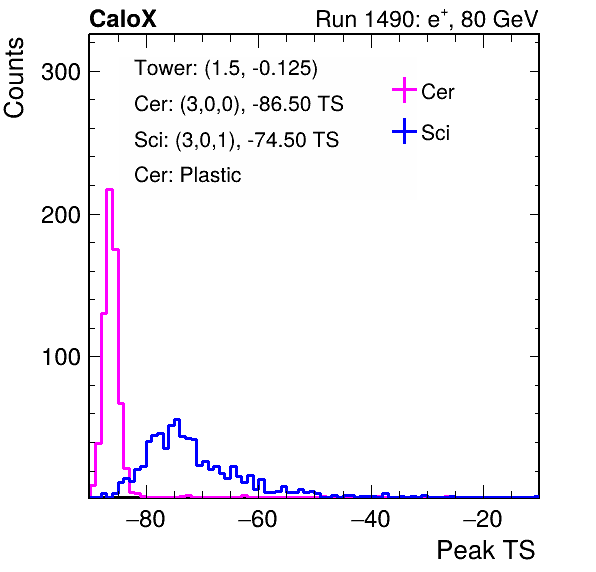 CaloX Run 1490: e⁺, 80 GeV
Counts
300
200
100
Tower: (1.5, -0.125)
Cer: (3,0,0), -86.50 TS
Sci: (3,0,1), -74.50 TS
Cer: Plastic
Cer
Sci
−80 −60 −40 −20
Peak TS